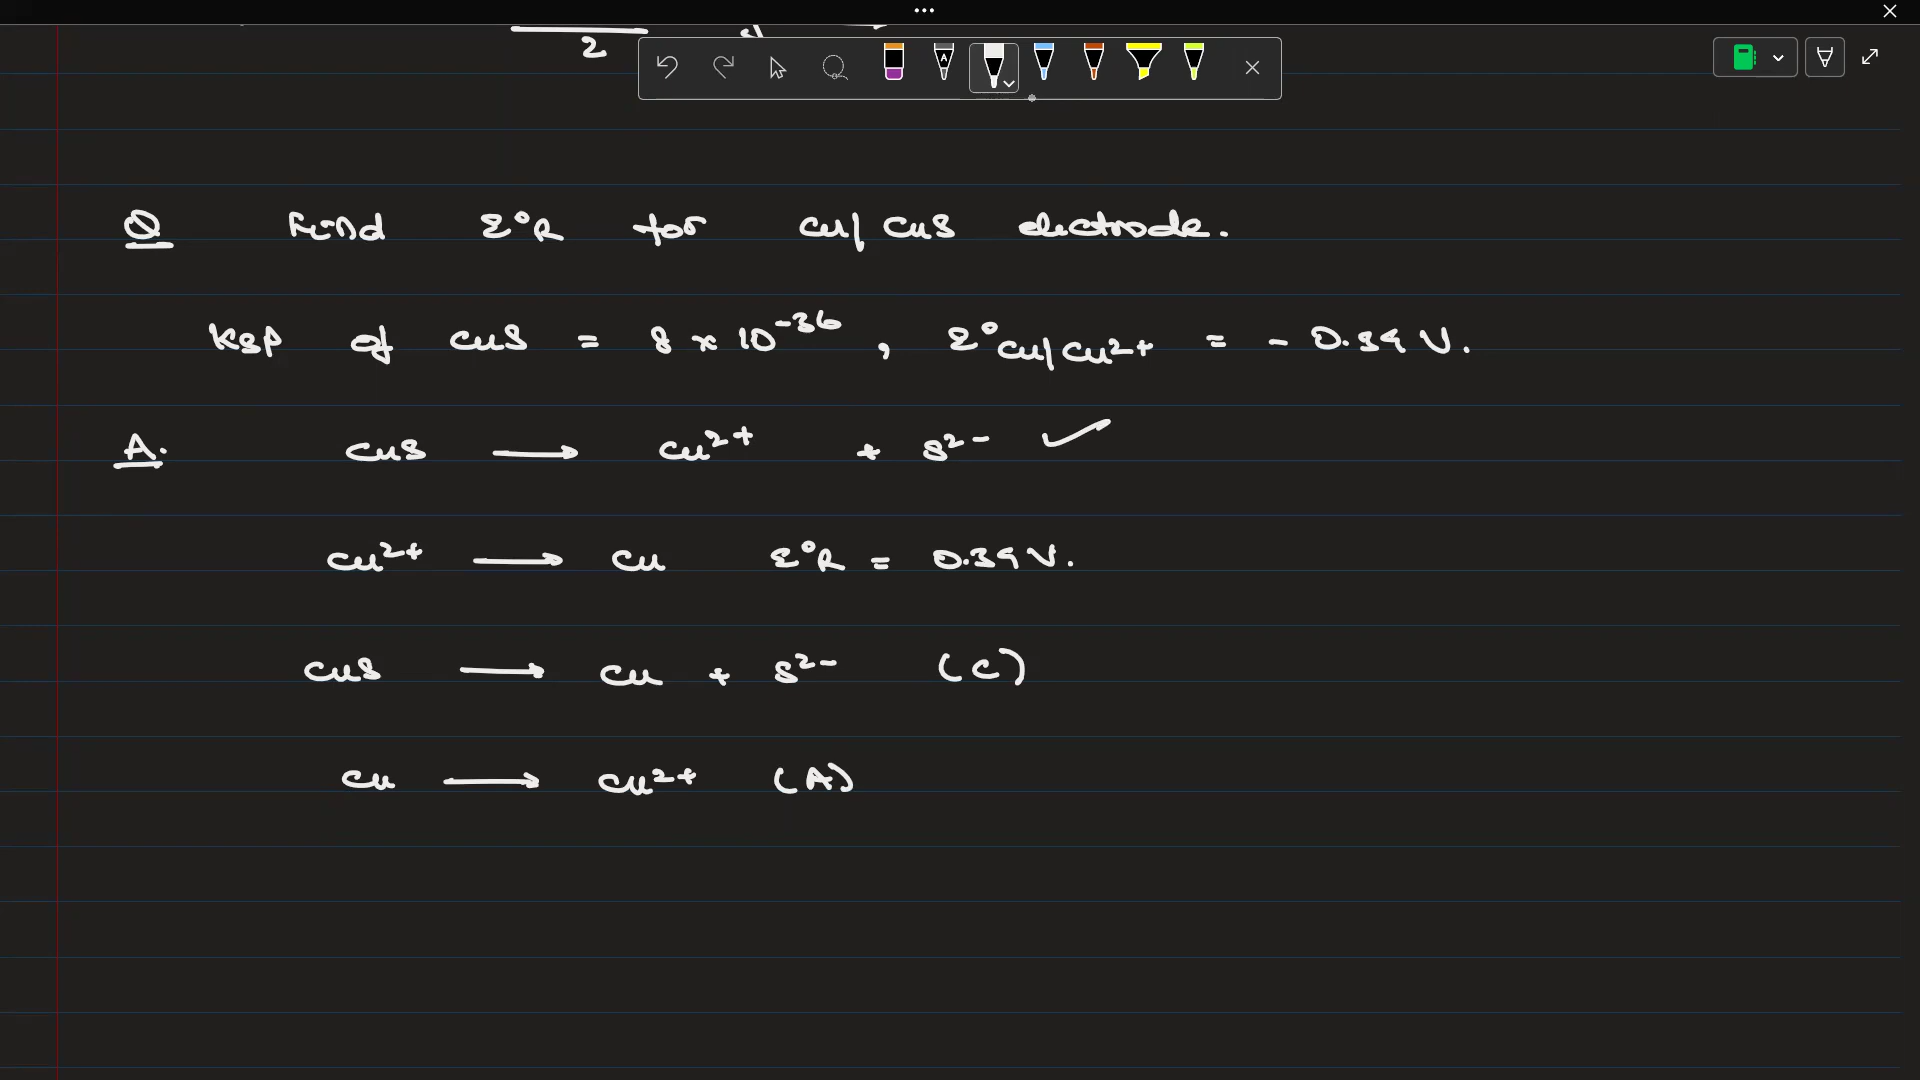 2
Q Find Ɛ°R for Cu/CuS electrode.
Ksp of CuS = 8 × 10⁻³⁶ , Ɛ°Cu/Cu²⁺ = - 0.34 V.
A. CuS ⟶ Cu²⁺ + S²⁻ ✓
Cu²⁺ ⟶ Cu Ɛ°R = 0.34 V.
CuS ⟶ Cu + S²⁻ (C)
Cu ⟶ Cu²⁺ (A)